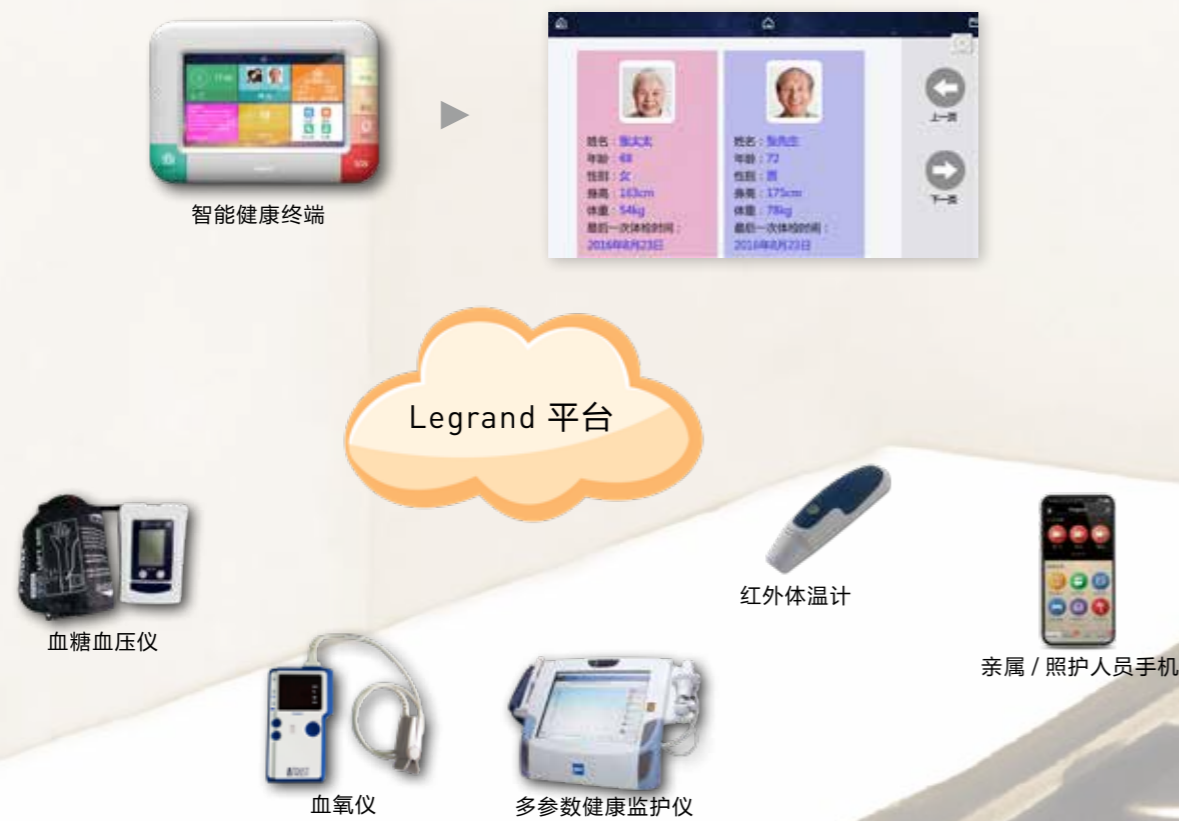 姓名：张太太
年龄：68
性别：女
身高：163cm
体重：54kg
最后一次体检时间：
2016年8月23日
姓名：张先生
年龄：72
性别：男
身高：175cm
体重：78kg
最后一次体检时间：
2016年8月23日
上一页
下一页
SOS
智能健康终端
Legrand 平台
红外体温计
血糖血压仪
亲属 / 照护人员手机
血氧仪
多参数健康监护仪